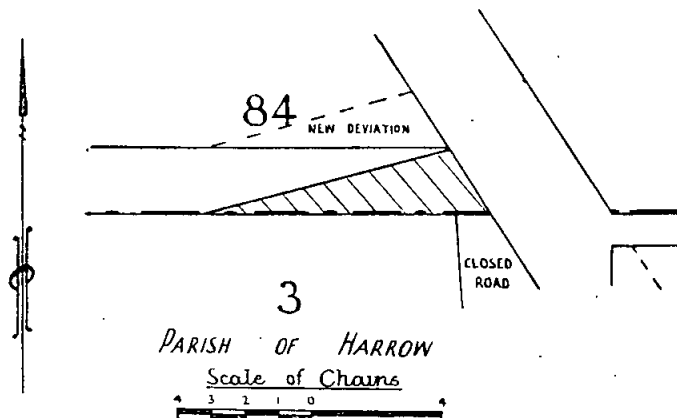 84
NEW DEVIATION
CLOSED
ROAD
3
PARISH OF HARROW
Scale of Chains
4 3 2 1 0 4